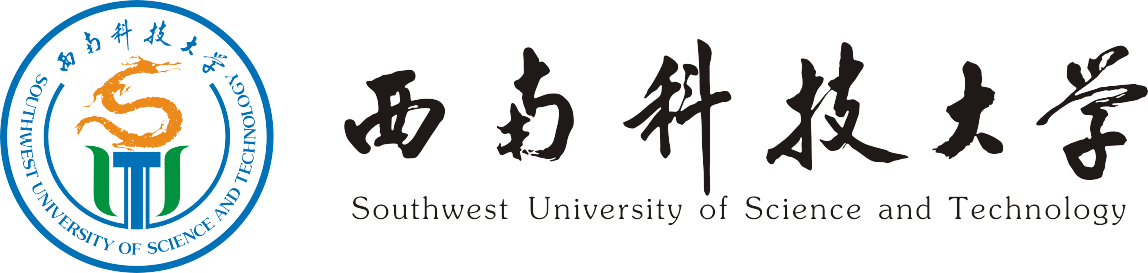 西南科技大学
SOUTHWEST UNIVERSITY OF SCIENCE AND TECHNOLOGY
西南科技大学
Southwest University of Science and Technology